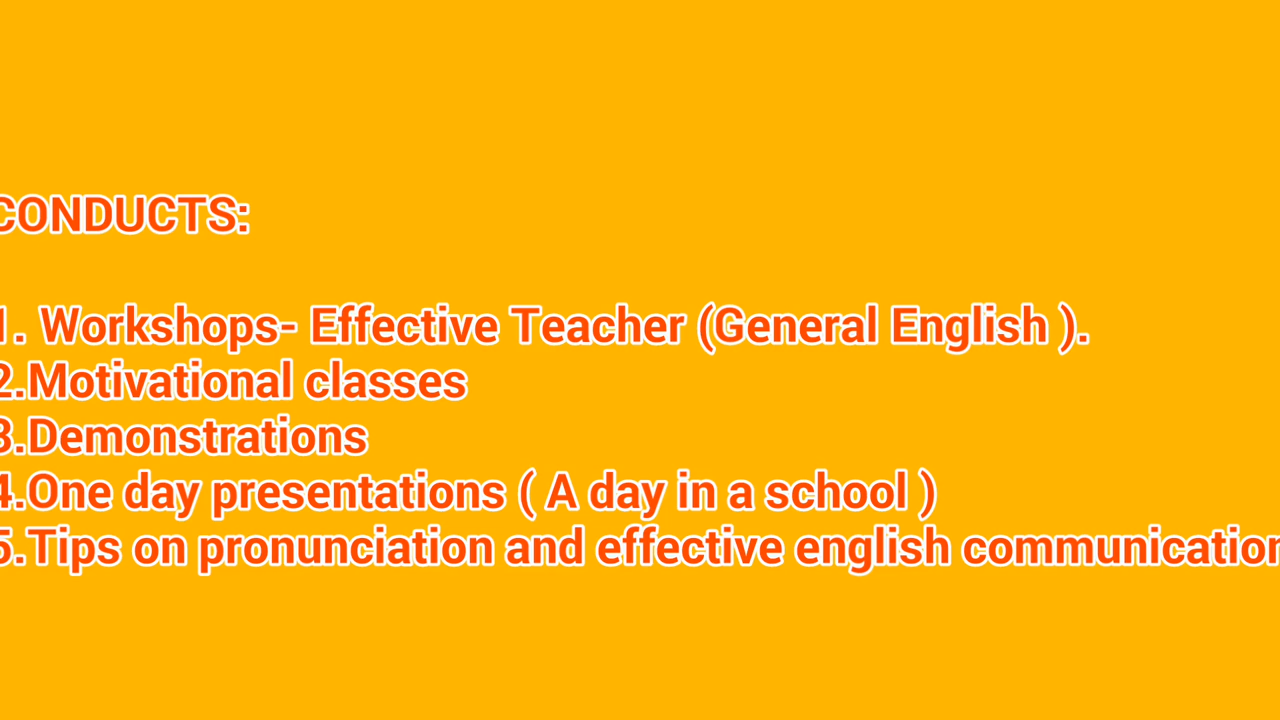 CONDUCTS:
1. Workshops- Effective Teacher (General English ).
2.Motivational classes
3.Demonstrations
4.One day presentations ( A day in a school )
5.Tips on pronunciation and effective english communication